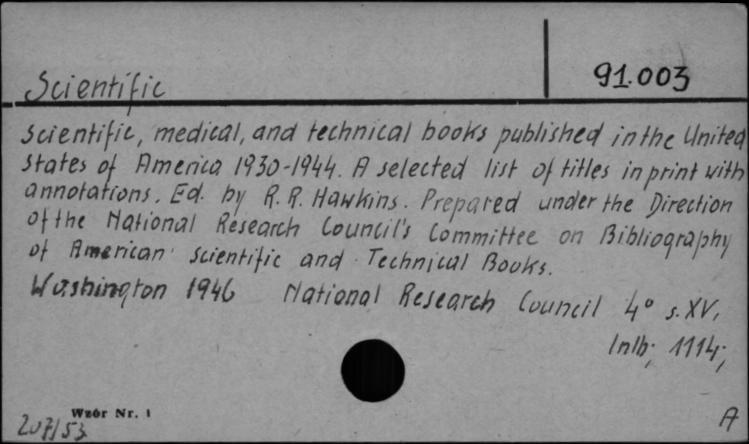 91.003
Scientific
Scientific, medical, and technical books published in the United
States of America 1930-1944. A selected list of titles in print with
annotations. Ed. by R.R. Hawkins. Prepared under the Direction
of the National Research Council's Committee on Bibliography
of American scientific and Technical Books.
Washington 1946 National Research Council 4° s. XV,
1nlb; 1114;
Wzór Nr. 1
207/53
A